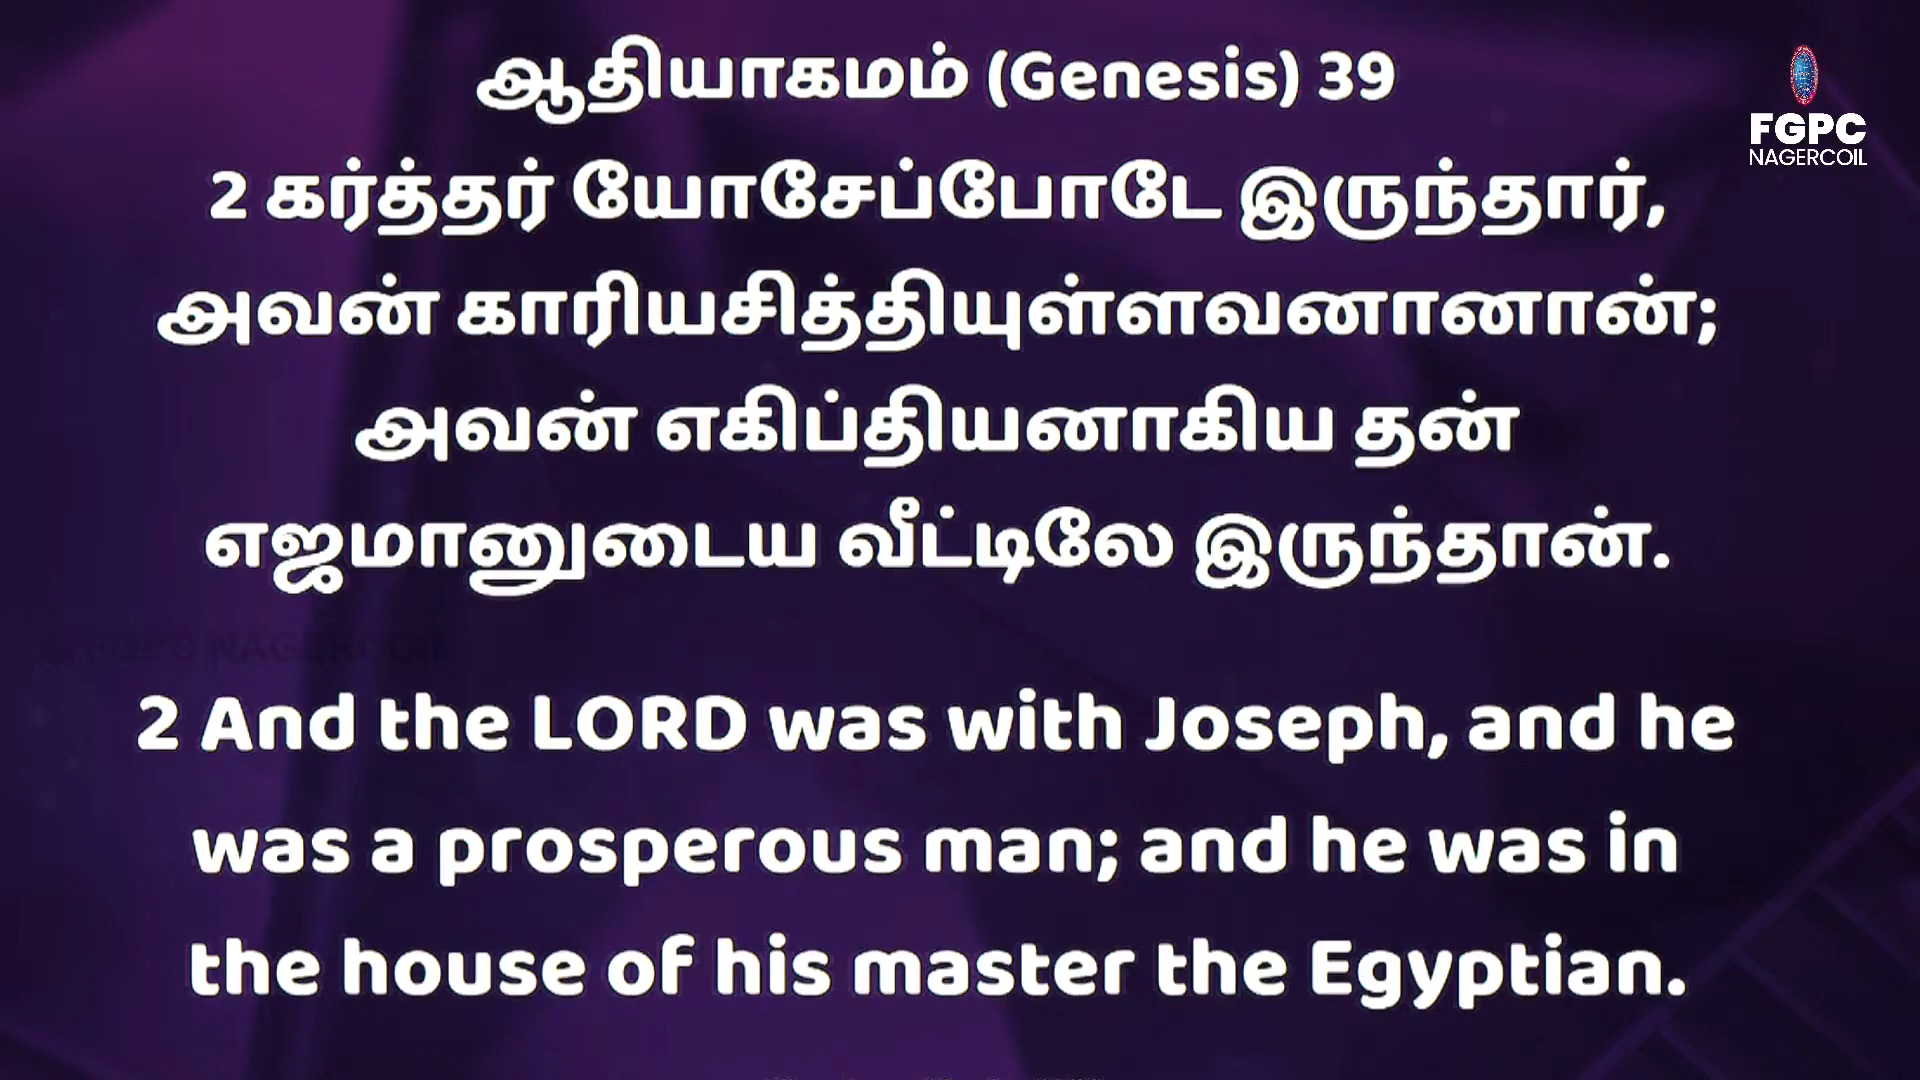 ஆதியாகமம் (Genesis) 39
FGPC
NAGERCOIL
2 கர்த்தர் யோசேப்போடே இருந்தார்,
அவன் காரியசித்தியுள்ளவனானான்;
அவன் எகிப்தியனாகிய தன்
எஜமானுடைய வீட்டிலே இருந்தான்.
2 And the LORD was with Joseph, and he
was a prosperous man; and he was in
the house of his master the Egyptian.